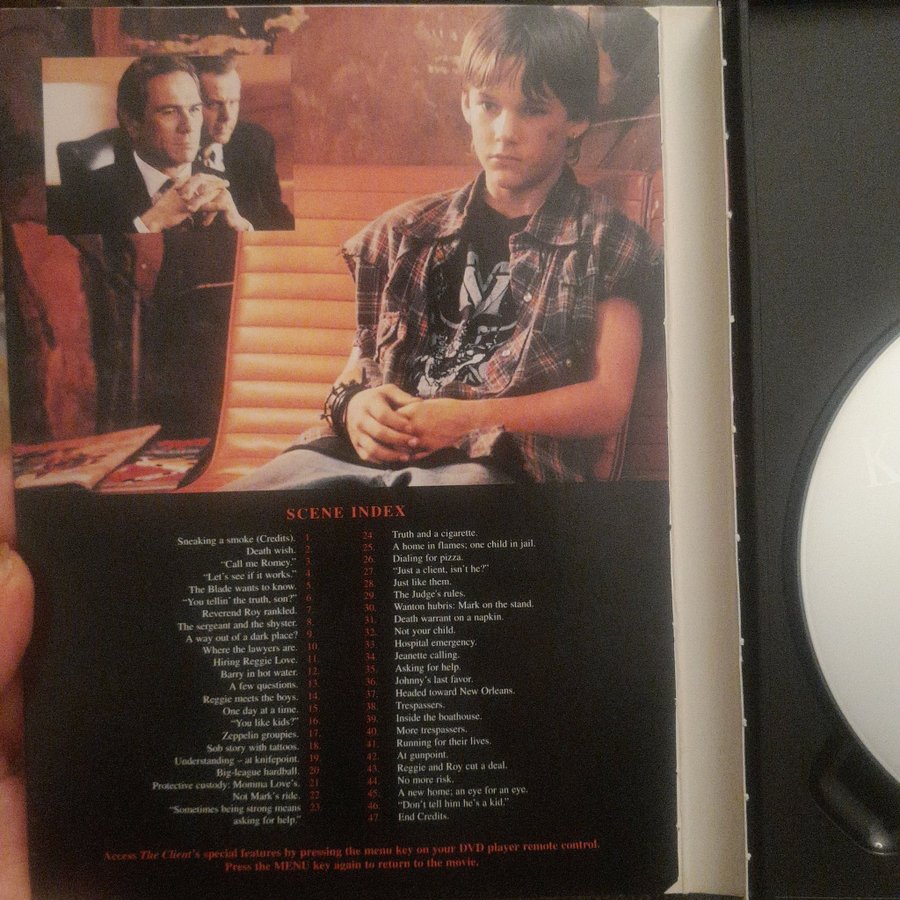 SCENE INDEX
Sneaking a smoke (Credits). 1.
Death wish. 2.
"Call me Romey." 3.
"Let's see if it works." 4.
The Blade wants to know. 5.
"You tellin' the truth, son?" 6.
Reverend Roy rankled. 7.
The sergeant and the shyster. 8.
A way out of a dark place? 9.
Where the lawyers are. 10.
Hiring Reggie Love. 11.
Barry in hot water. 12.
A few questions. 13.
Reggie meets the boys. 14.
One day at a time. 15.
"You like kids?" 16.
Zeppelin groupies. 17.
Sob story with tattoos. 18.
Understanding – at knifepoint. 19.
Big-league hardball. 20.
Protective custody: Momma Love's. 21.
Not Mark's ride. 22.
"Sometimes being strong means 23.
asking for help."
24. Truth and a cigarette.
25. A home in flames; one child in jail.
26. Dialing for pizza.
27. "Just a client, isn't he?"
28. Just like them.
29. The Judge's rules.
30. Wanton hubris: Mark on the stand.
31. Death warrant on a napkin.
32. Not your child.
33. Hospital emergency.
34. Jeanette calling.
35. Asking for help.
36. Johnny's last favor.
37. Headed toward New Orleans.
38. Trespassers.
39. Inside the boathouse.
40. More trespassers.
41. Running for their lives.
42. At gunpoint.
43. Reggie and Roy cut a deal.
44. No more risk.
45. A new home; an eye for an eye.
46. "Don't tell him he's a kid."
47. End Credits.
Access The Client's special features by pressing the menu key on your DVD player remote control.
Press the MENU key again to return to the movie.
K